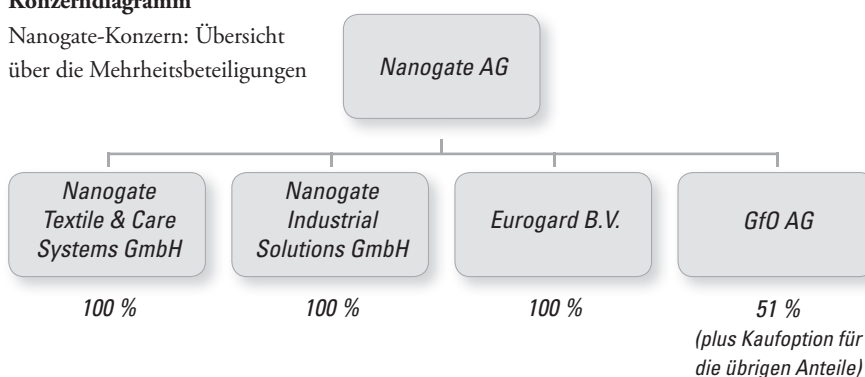 Konzerndiagramm
Nanogate-Konzern: Übersicht
über die Mehrheitsbeteiligungen
Nanogate AG
Nanogate
Textile & Care
Systems GmbH
Nanogate
Industrial
Solutions GmbH
Eurogard B.V.
GfO AG
100 %
100 %
100 %
51 %
(plus Kaufoption für
die übrigen Anteile)